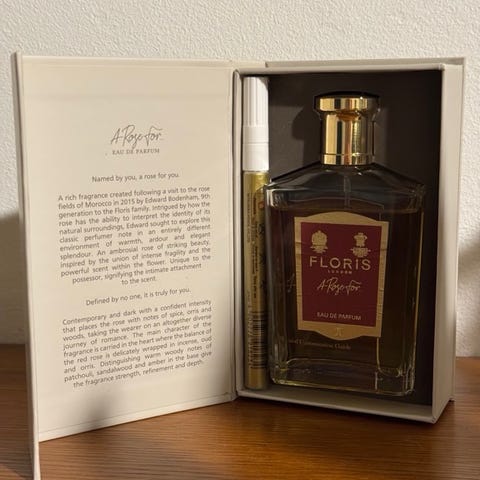 A Rose For...
EAU DE PARFUM
Named by you, a rose for you.
A rich fragrance created following a visit to the rose
fields of Morocco in 2015 by Edward Bodenham, 9th
generation to the Floris family. Intrigued by how the
rose has the ability to interpret the identity of its
natural surroundings, Edward sought to explore this
classic perfume note in an entirely different
environment of warmth, ardour and elegant
shadow. An ambrosial rose of striking beauty,
inspired by the union of intense fragility and the
powerful scent within the flower. Unique to the
possessor, signifying the intimate attachment
to the scent.
Defined by no one, it is truly for you.
Contemporary and dark with a confident intensity
that places the rose with notes of spice, orris and
woods, taking the wearer on an altogether diverse
journey of romance. The main character of the
fragrance is carried in the heart where the balance of
the red rose is delicately wrapped in incense, oud
and orris. Distinguishing warm woody notes of
patchouli, sandalwood and amber in the base give
the fragrance strength, refinement and depth.
FLORIS
LONDON
A Rose For...
EAU DE PARFUM